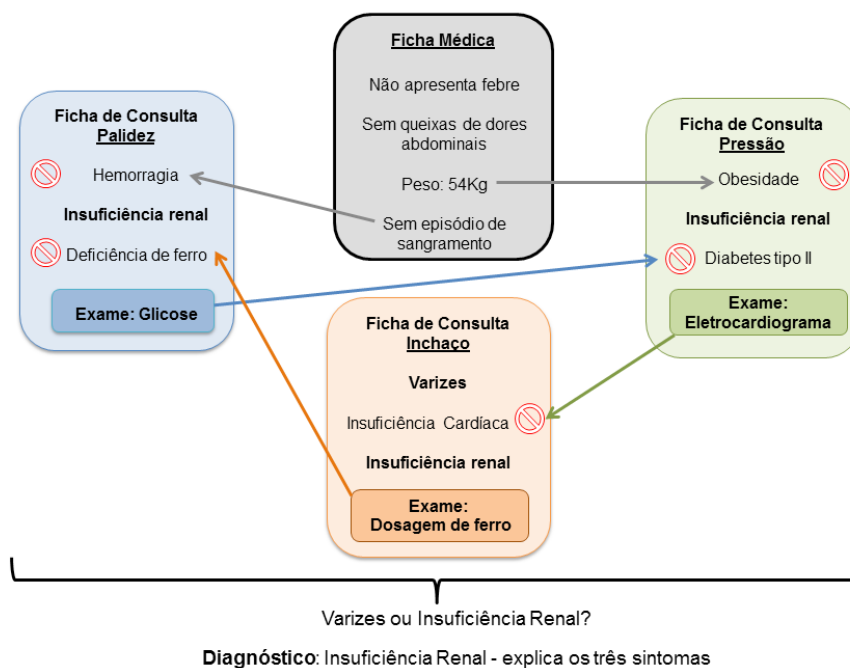 Ficha Médica
Não apresenta febre
Sem queixas de dores
abdominais
Peso: 54Kg
Sem episódio de
sangramento
Ficha de Consulta
Palidez
Hemorragia
Insuficiência renal
Deficiência de ferro
Exame: Glicose
Ficha de Consulta
Pressão
Obesidade
Insuficiência renal
Diabetes tipo II
Exame:
Eletrocardiograma
Ficha de Consulta
Inchaço
Varizes
Insuficiência Cardíaca
Insuficiência renal
Exame:
Dosagem de ferro
Varizes ou Insuficiência Renal?
Diagnóstico: Insuficiência Renal - explica os três sintomas